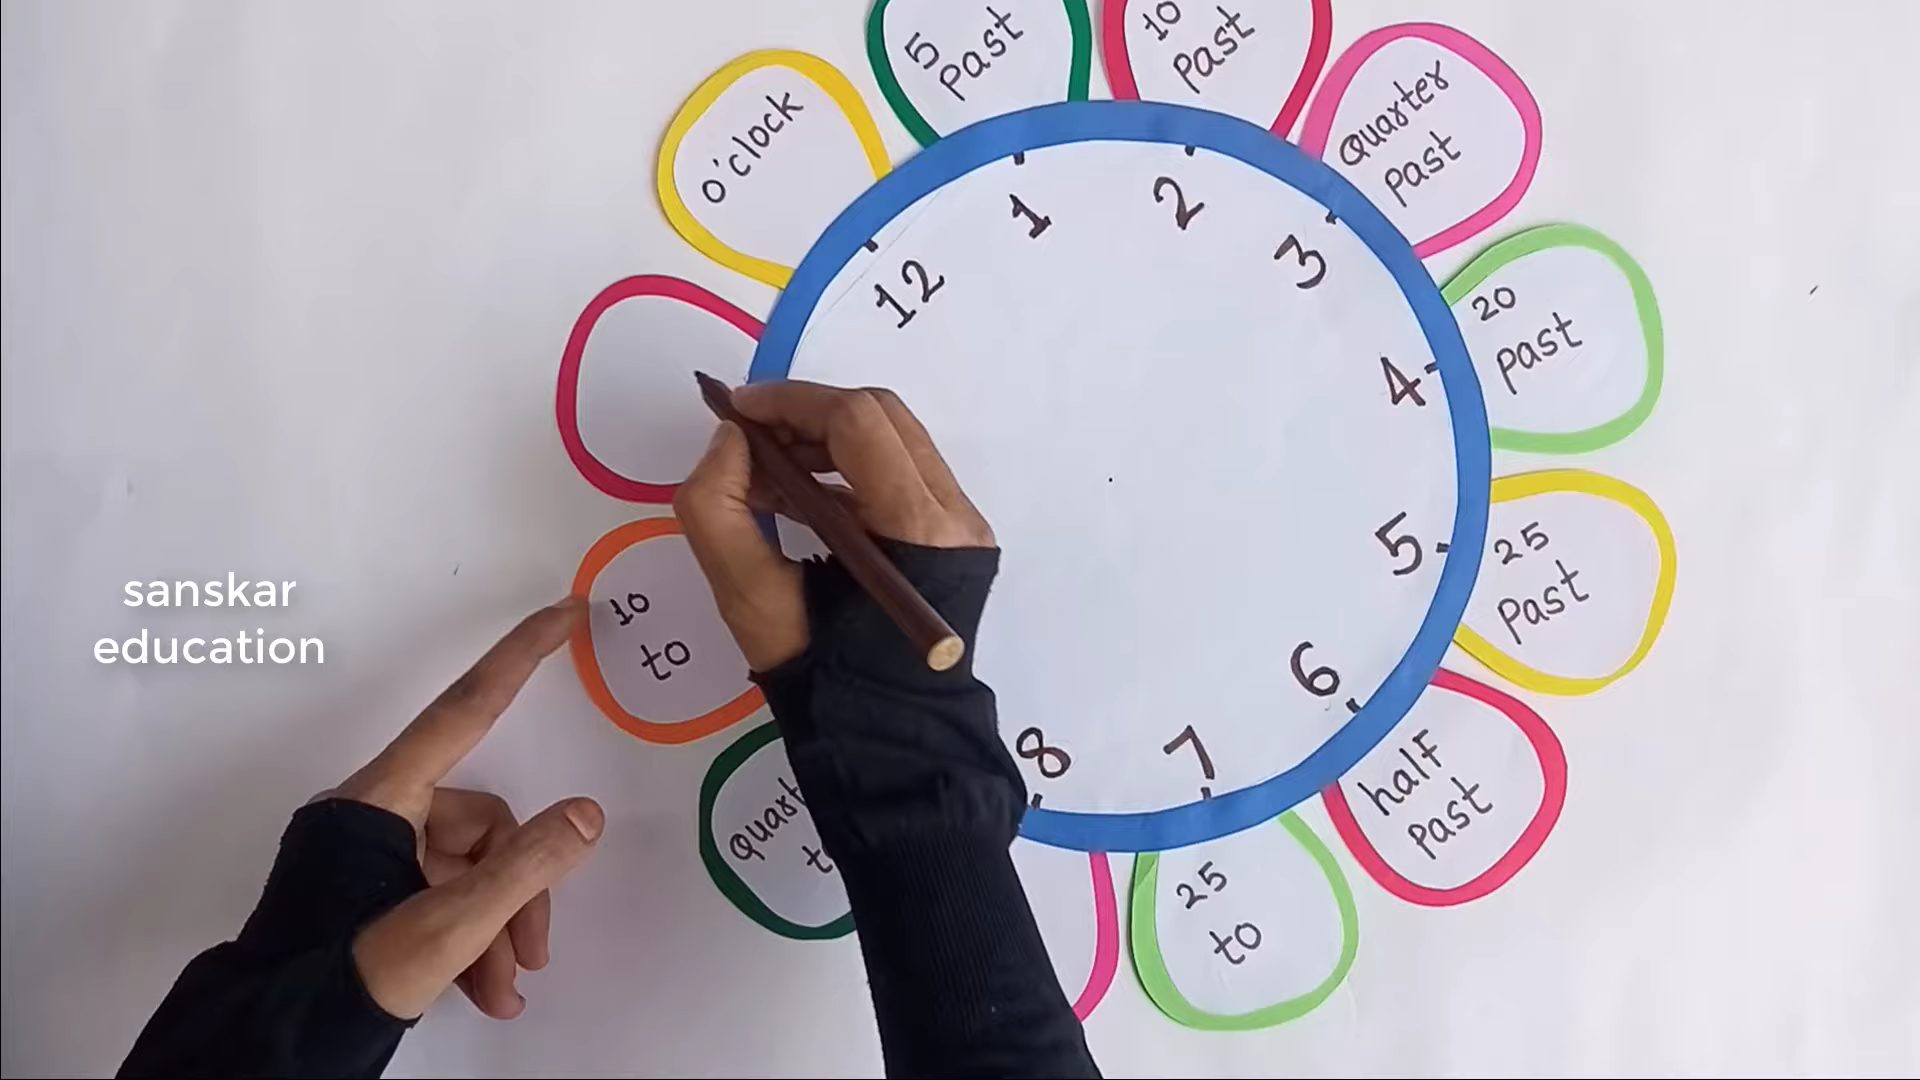 5
Past
10
Past
quarter
Past
o'clock
12
1
2
3
4
5
6
7
8
20
Past
25
Past
half
Past
25
to
10
to
sanskar
education